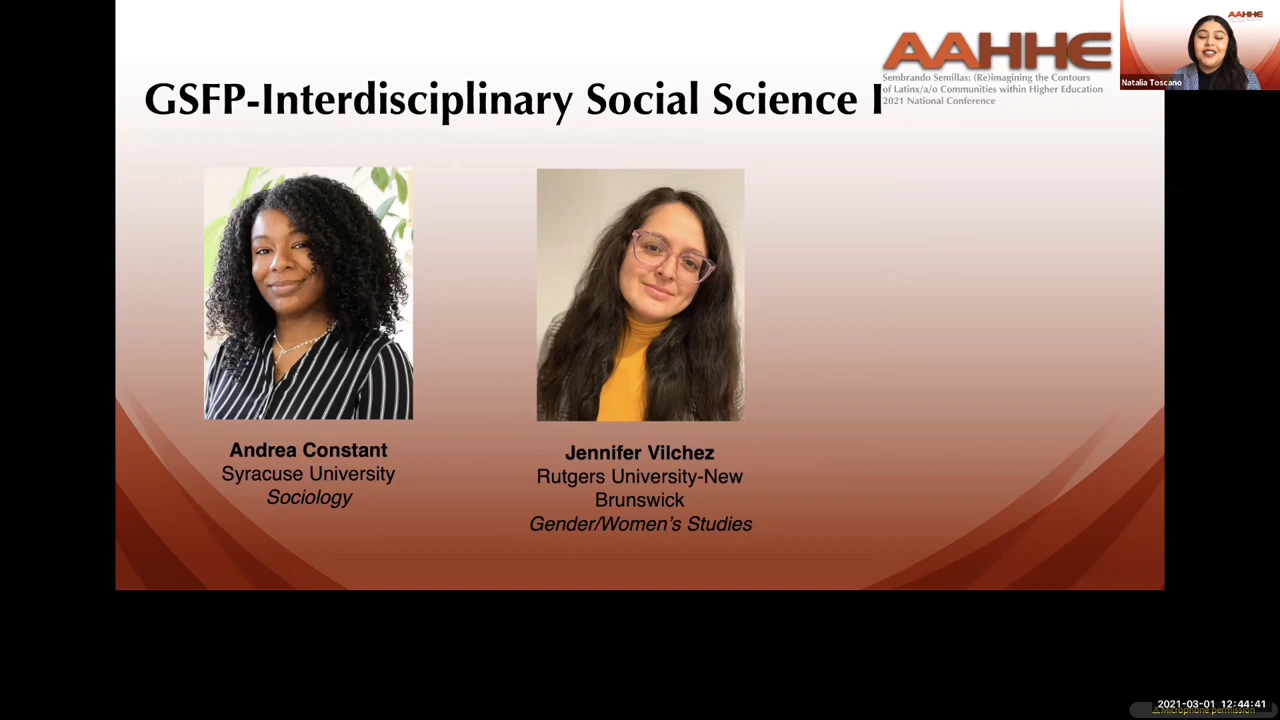 AAHHE
Sembrando Semillas: (Re)imagining the Contours
of Latinx/a/o Communities within Higher Education
2021 National Conference
GSFP-Interdisciplinary Social Science I
AAHHE
Natalia Toscano
Andrea Constant
Syracuse University
Sociology
Jennifer Vilchez
Rutgers University-New
Brunswick
Gender/Women's Studies
2021-03-01 12:44:41
Microphone permission